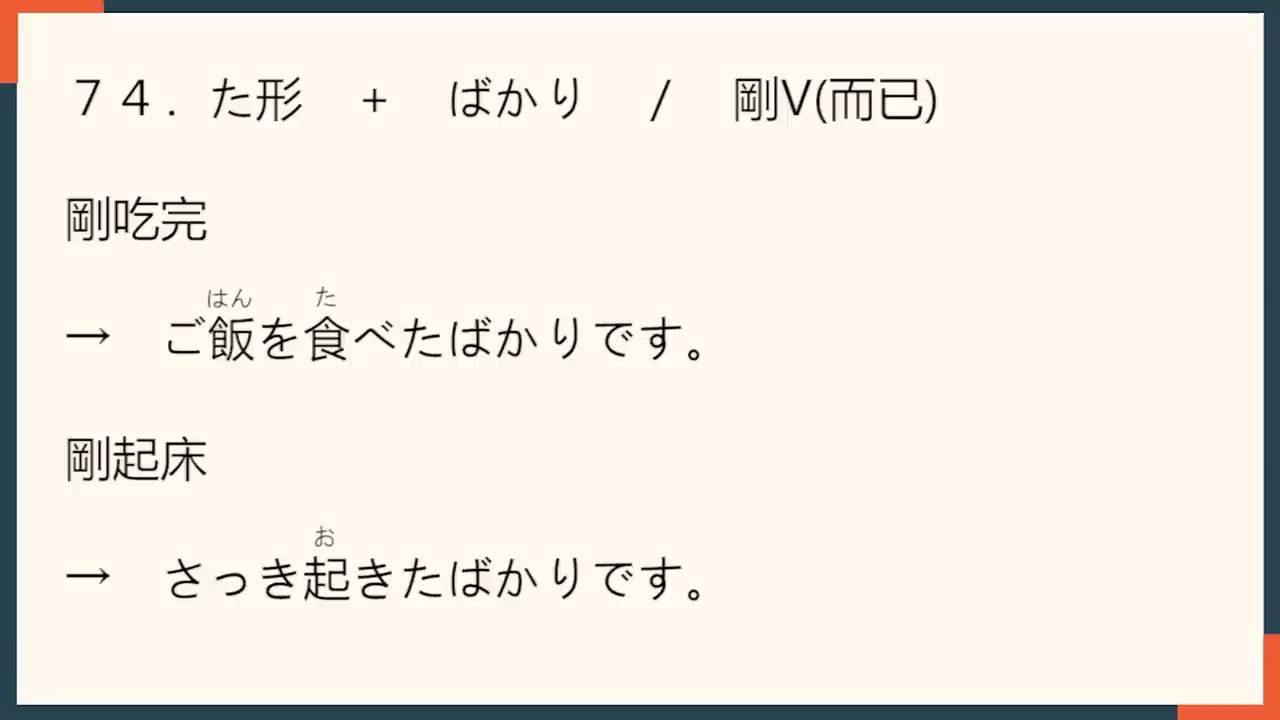 ７４．た形　+　ばかり　/　剛V(而已)
剛吃完
はん　た
→　ご飯を食べたばかりです。
剛起床
お
→　さっき起きたばかりです。